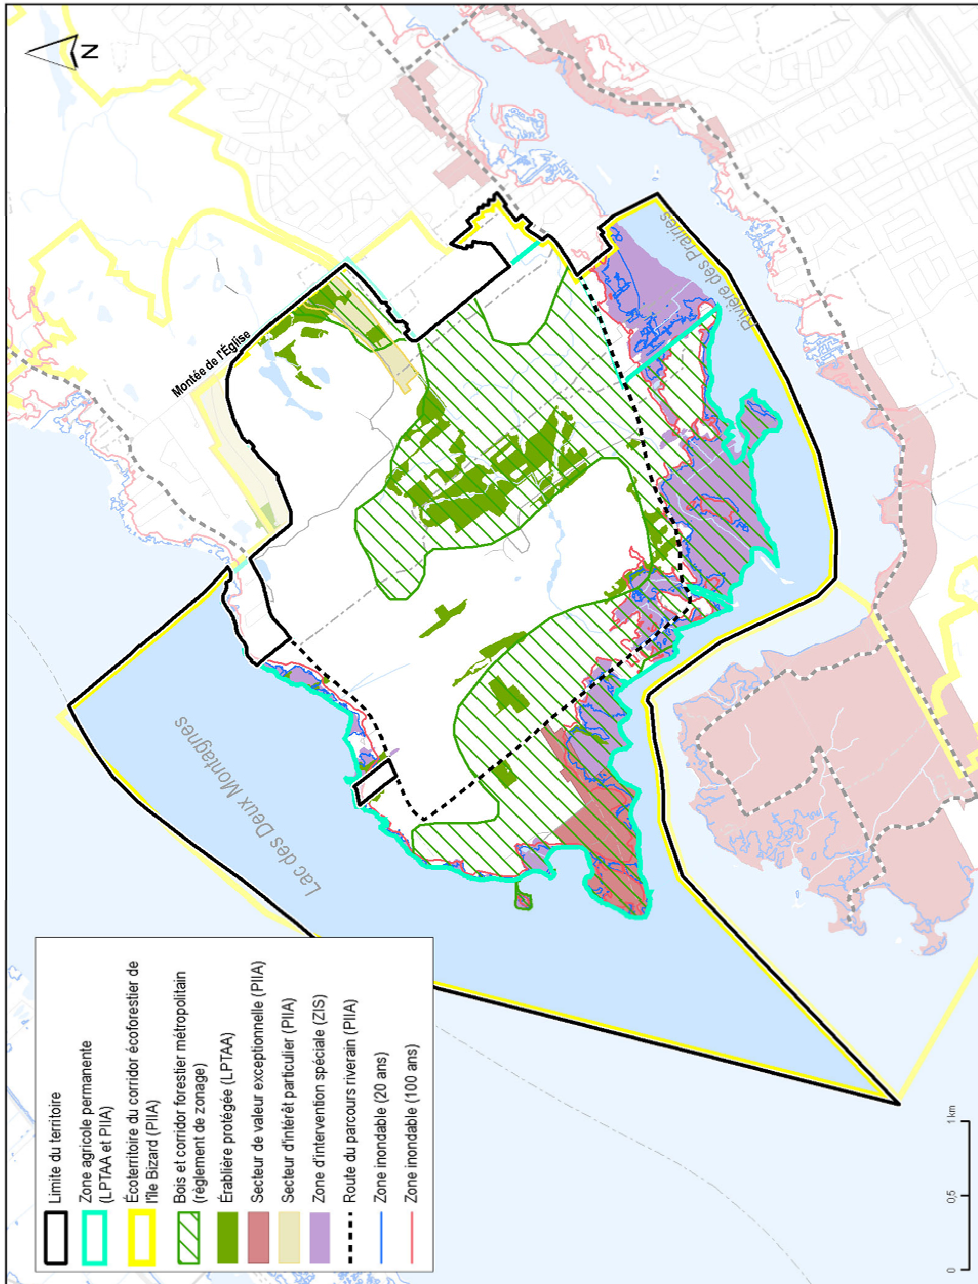 N
Montée de l'Église
Lac des Deux Montagnes
Rivière des Prairies
Limite du territoire
Zone agricole permanente
(LPTAA et PIIA)
Écoterritoire du corridor écoforestier de
l'île Bizard (PIIA)
Bois et corridor forestier métropolitain
(règlement de zonage)
Érablière protégée (LPTAA)
Secteur de valeur exceptionnelle (PIIA)
Secteur d'intérêt particulier (PIIA)
Zone d'intervention spéciale (ZIS)
Route du parcours riverain (PIIA)
Zone inondable (20 ans)
Zone inondable (100 ans)
0 0,5 1 km